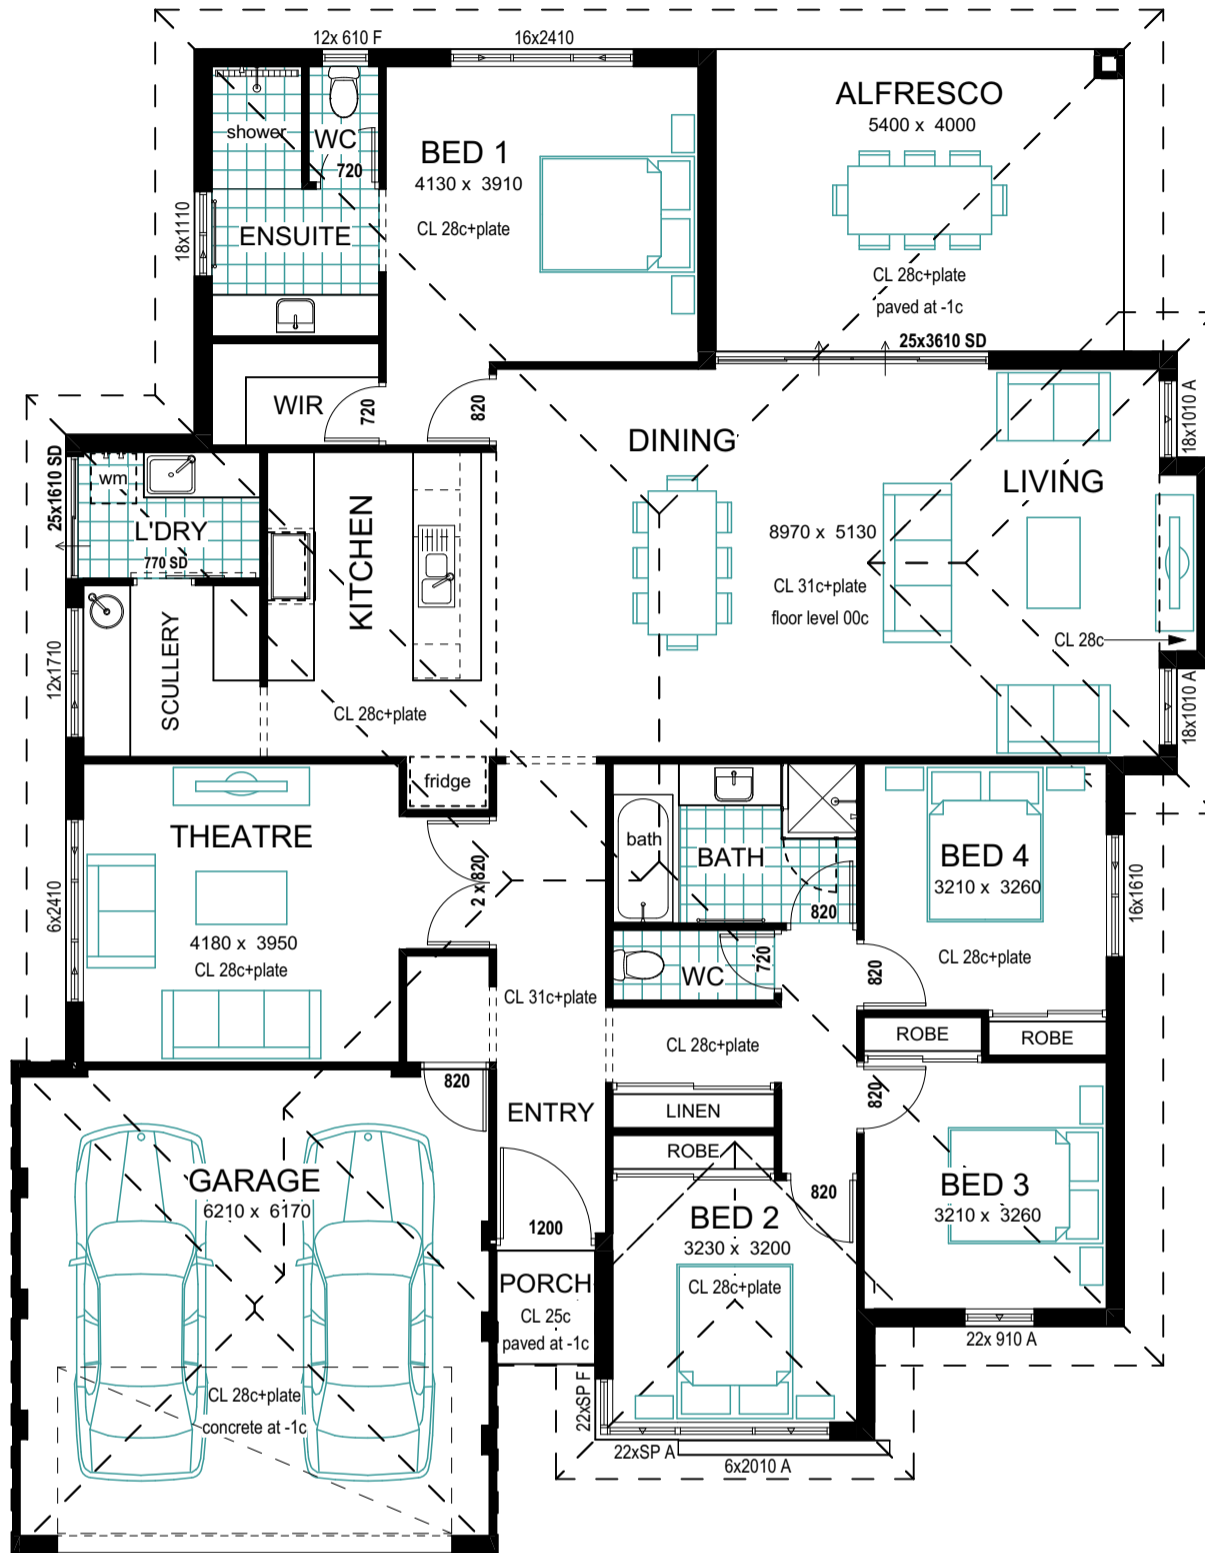 12x 610 F
16x2410
shower
WC
720
BED 1
4130 x 3910
CL 28c+plate
ALFRESCO
5400 x 4000
CL 28c+plate
paved at -1c
18x1110
ENSUITE
25x3610 SD
WIR
720
820
18x1010 A
DINING
LIVING
25x1610 SD
wm
L'DRY
770 SD
KITCHEN
8970 x 5130
CL 31c+plate
floor level 00c
CL 28c
12x1710
SCULLERY
CL 28c+plate
18x1010 A
fridge
THEATRE
4180 x 3950
CL 28c+plate
6x2410
2 x 820
bath
BATH
820
BED 4
3210 x 3260
CL 28c+plate
16x1610
WC
720
820
CL 31c+plate
CL 28c+plate
ROBE
ROBE
820
820
ENTRY
LINEN
ROBE
GARAGE
6210 x 6170
CL 28c+plate
concrete at -1c
1200
BED 2
3230 x 3200
CL 28c+plate
820
BED 3
3210 x 3260
PORCH
CL 25c
paved at -1c
22x 910 A
22xSP F
22xSP A
6x2010 A